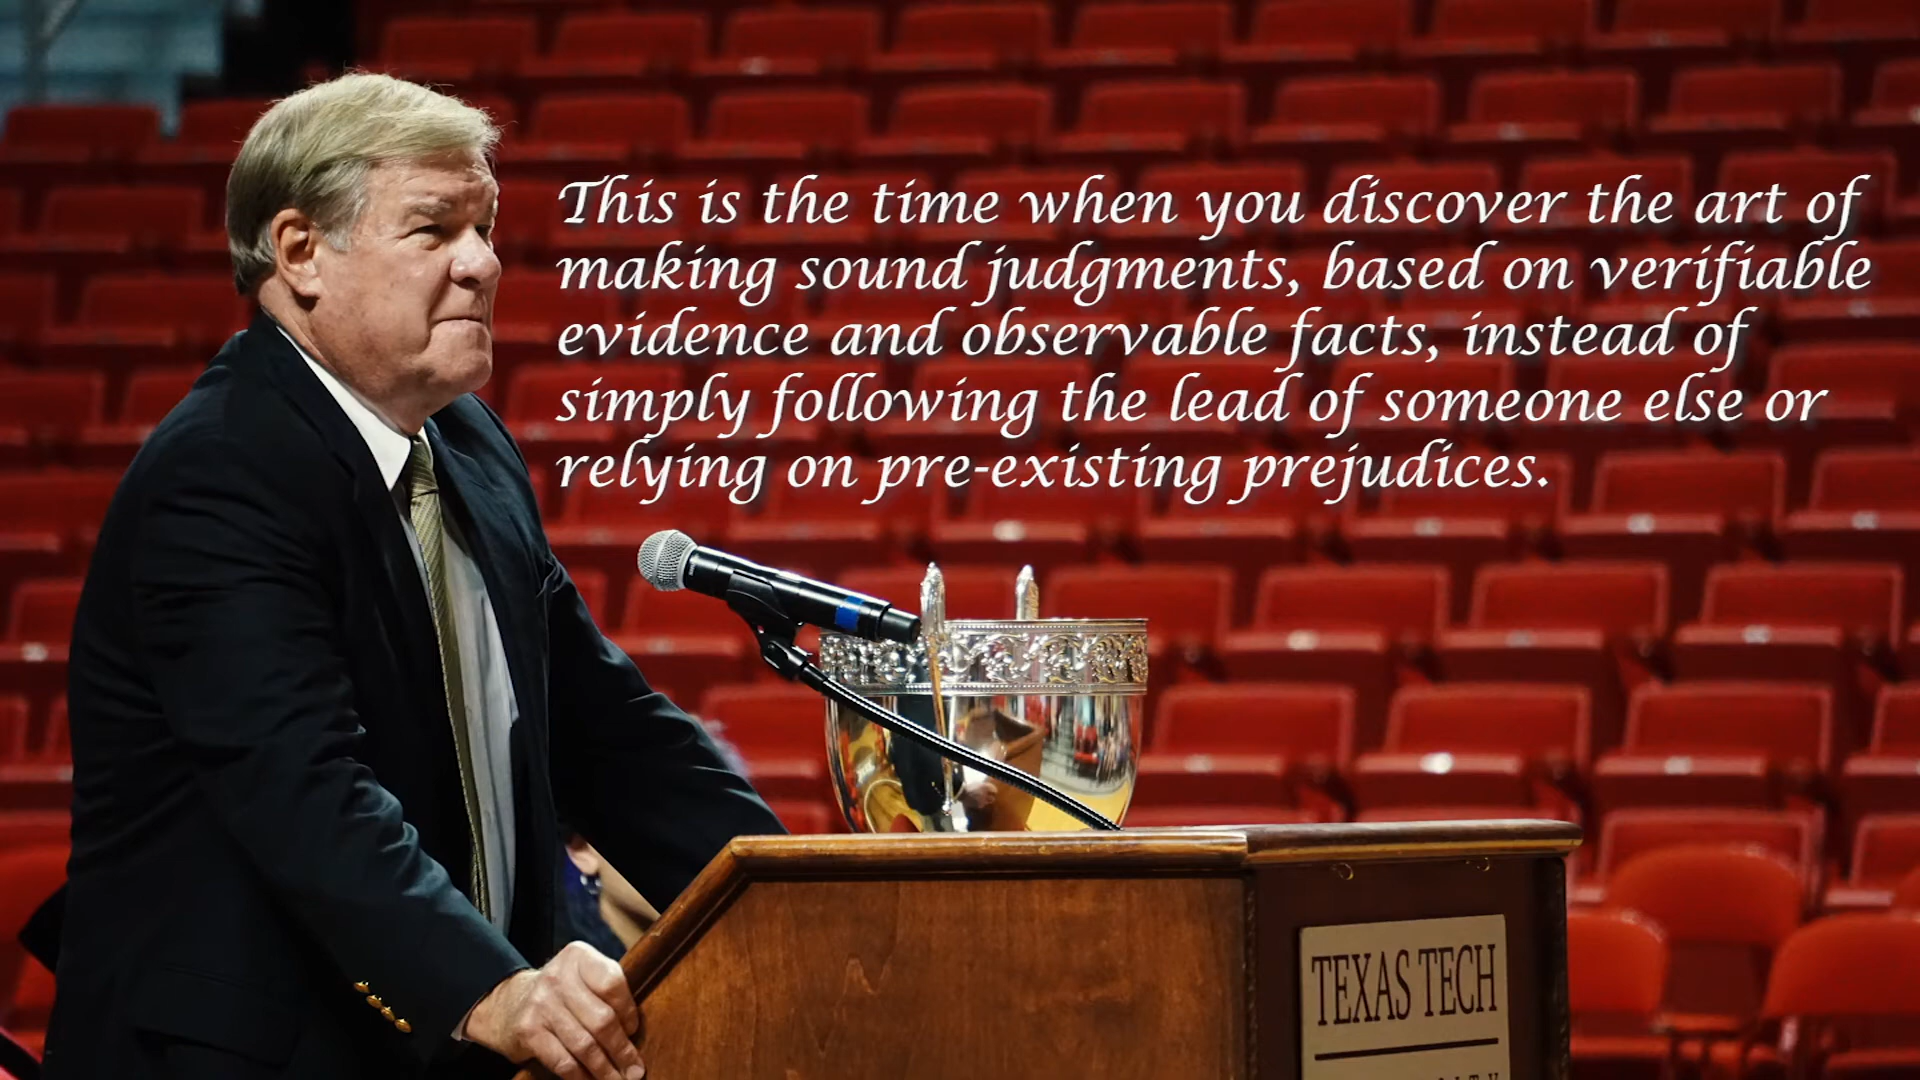 This is the time when you discover the art of
making sound judgments, based on verifiable
evidence and observable facts, instead of
simply following the lead of someone else or
relying on pre-existing prejudices.
TEXAS TECH